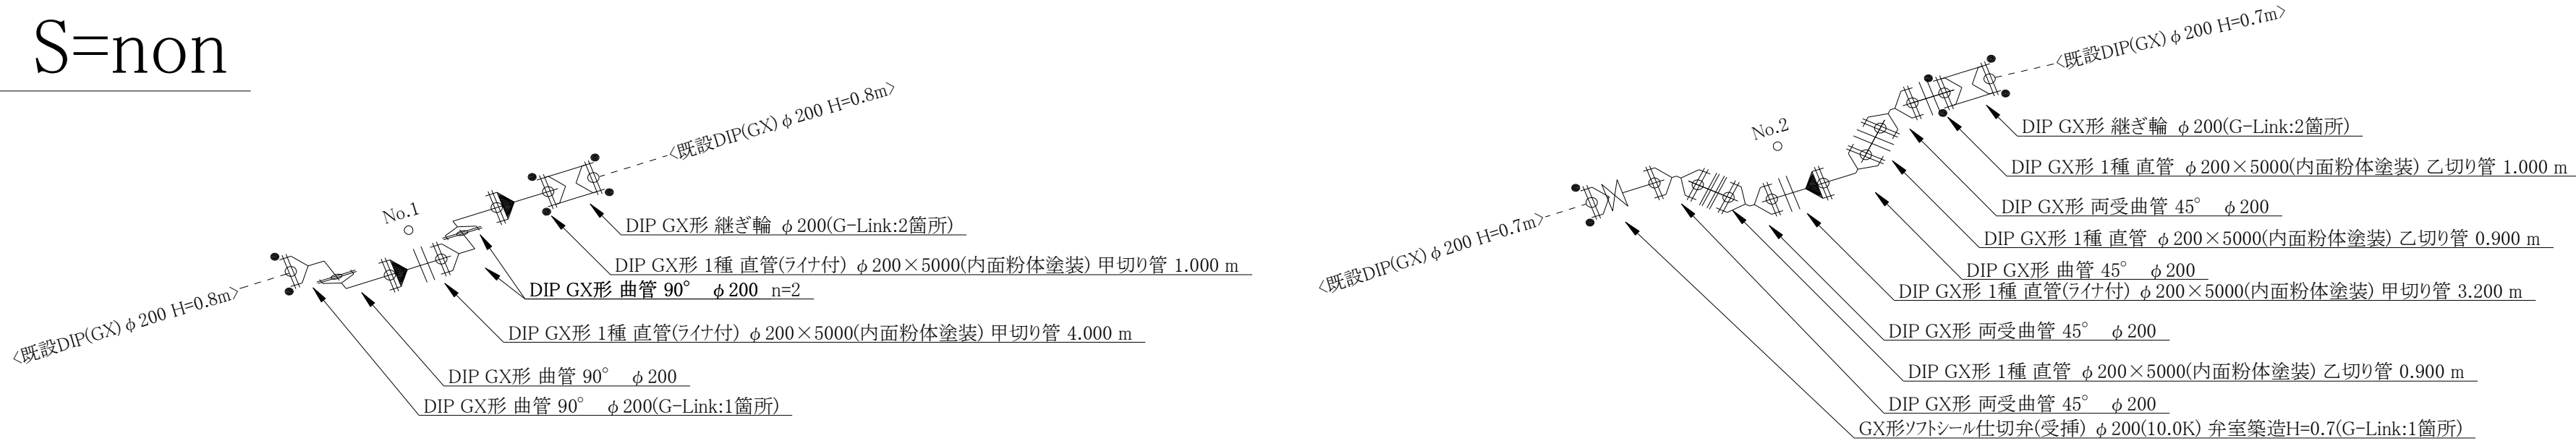 S=non
<既設DIP(GX)φ200 H=0.8m>
No.1
DIP GX形 継ぎ輪 φ200(G-Link:2箇所)
DIP GX形 1種 直管(ライナ付) φ200×5000(内面粉体塗装) 甲切り管 1.000 m
DIP GX形 曲管 90° φ200 n=2
DIP GX形 1種 直管(ライナ付) φ200×5000(内面粉体塗装) 甲切り管 4.000 m
DIP GX形 曲管 90° φ200
DIP GX形 曲管 90° φ200(G-Link:1箇所)
<既設DIP(GX)φ200 H=0.8m>
<既設DIP(GX)φ200 H=0.7m>
No.2
DIP GX形 継ぎ輪 φ200(G-Link:2箇所)
DIP GX形 1種 直管 φ200×5000(内面粉体塗装) 乙切り管 1.000 m
DIP GX形 両受曲管 45° φ200
DIP GX形 1種 直管 φ200×5000(内面粉体塗装) 乙切り管 0.900 m
DIP GX形 曲管 45° φ200
DIP GX形 1種 直管(ライナ付) φ200×5000(内面粉体塗装) 甲切り管 3.200 m
DIP GX形 両受曲管 45° φ200
DIP GX形 1種 直管 φ200×5000(内面粉体塗装) 乙切り管 0.900 m
DIP GX形 両受曲管 45° φ200
GX形ソフトシール仕切弁(受挿) φ200(10.0K) 弁室築造H=0.7(G-Link:1箇所)
<既設DIP(GX)φ200 H=0.7m>